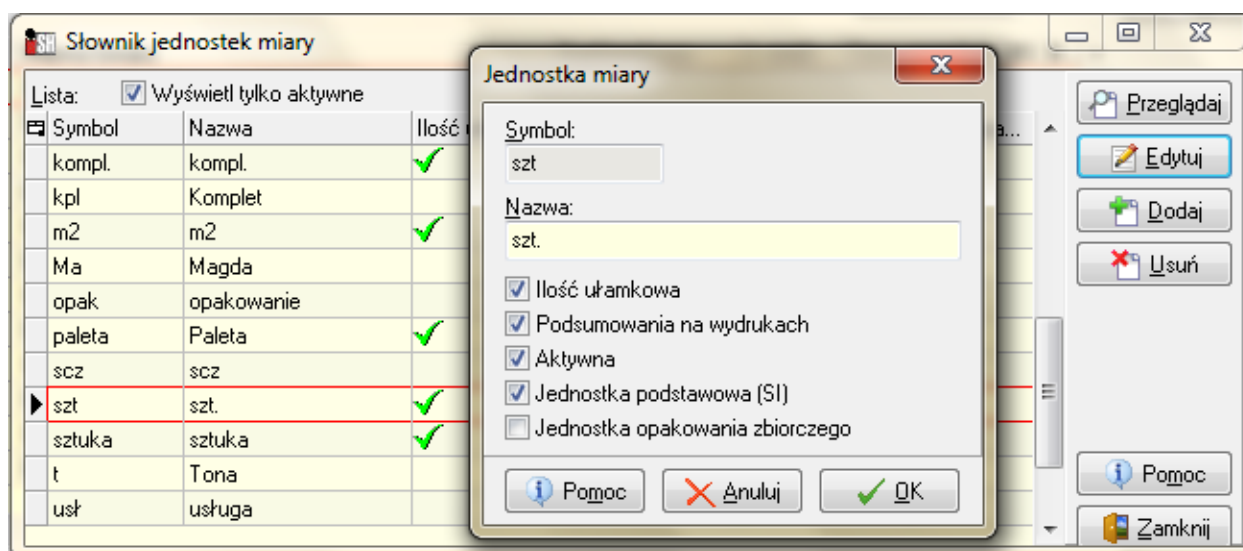 Słownik jednostek miary
Lista: Wyświetl tylko aktywne
Symbol Nazwa Ilość
kompl. kompl.
kpl Komplet
m2 m2
Ma Magda
opak opakowanie
paleta Paleta
scz scz
szt szt.
sztuka sztuka
t Tona
usł usługa
Jednostka miary
Symbol:
szt
Nazwa:
szt.
Ilość ułamkowa
Podsumowania na wydrukach
Aktywna
Jednostka podstawowa (SI)
Jednostka opakowania zbiorczego
Pomoc Anuluj OK
Przeglądaj
Edytuj
Dodaj
Usuń
Pomoc
Zamknij